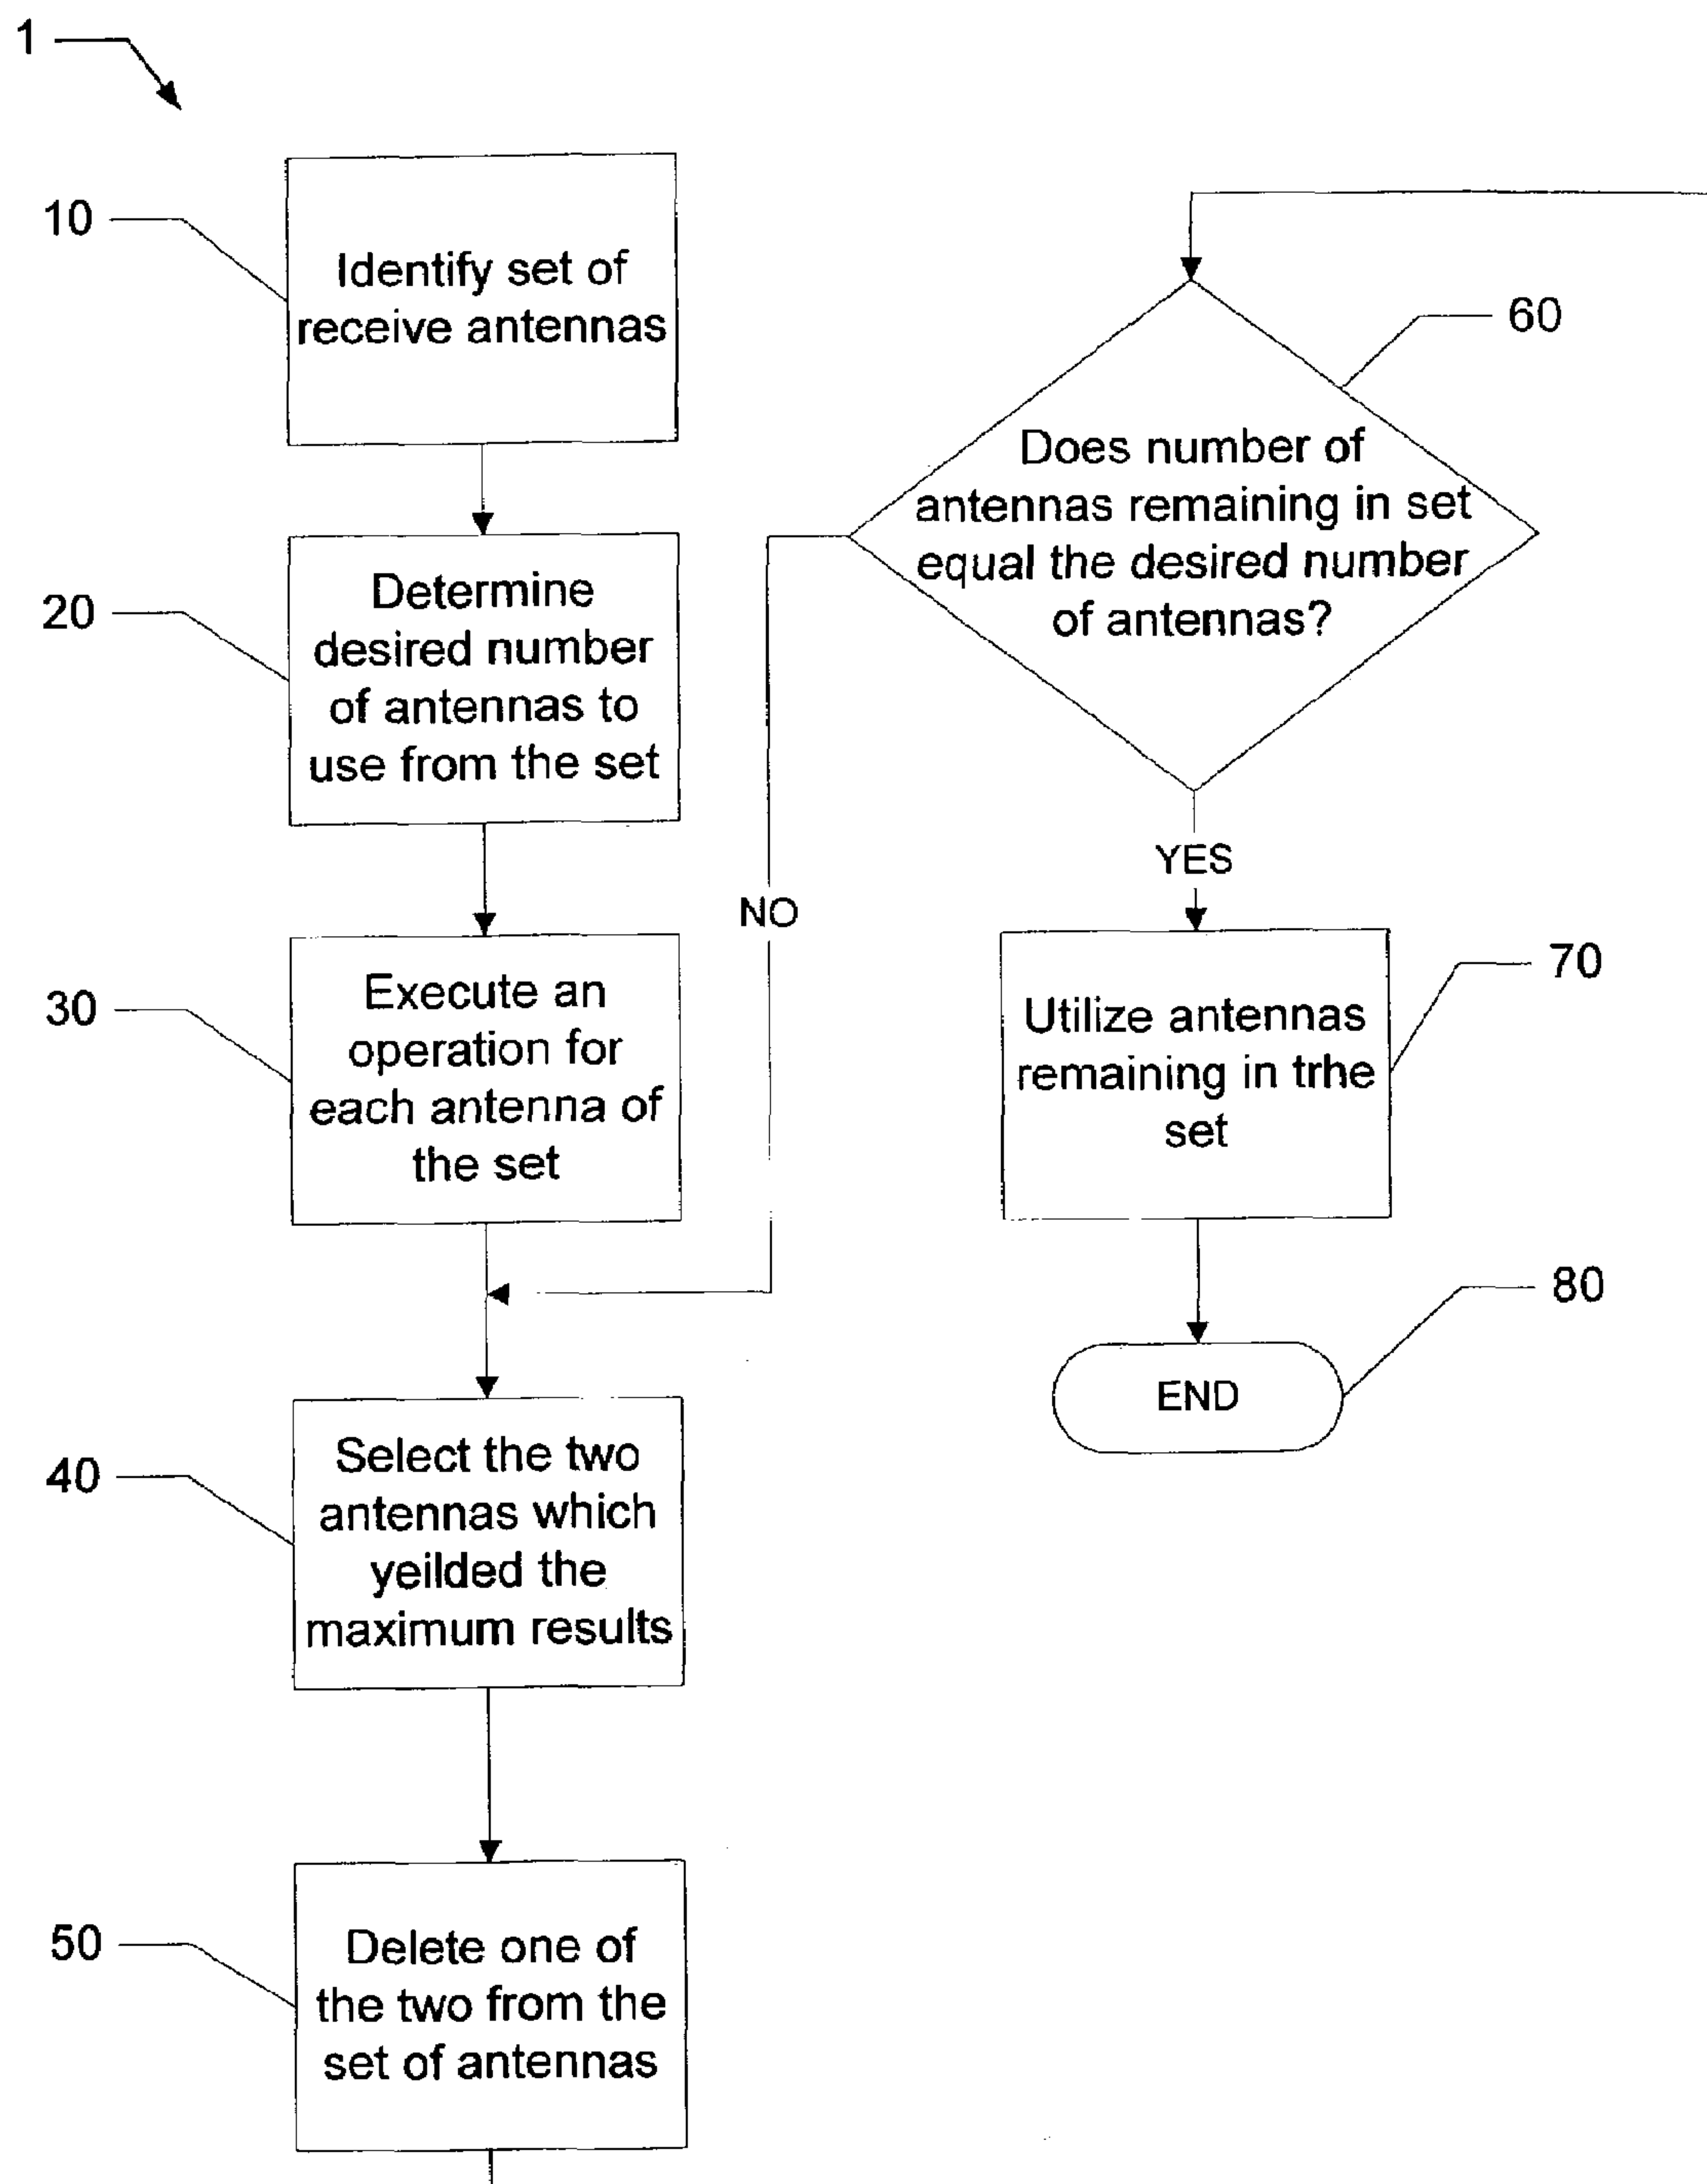 1
10
Identify set of
receive antennas
20
Determine
desired number
of antennas to
use from the set
30
Execute an
operation for
each antenna of
the set
NO
40
Select the two
antennas which
yeilded the
maximum results
50
Delete one of
the two from the
set of antennas
60
Does number of
antennas remaining in set
equal the desired number
of antennas?
YES
70
Utilize antennas
remaining in trhe
set
80
END